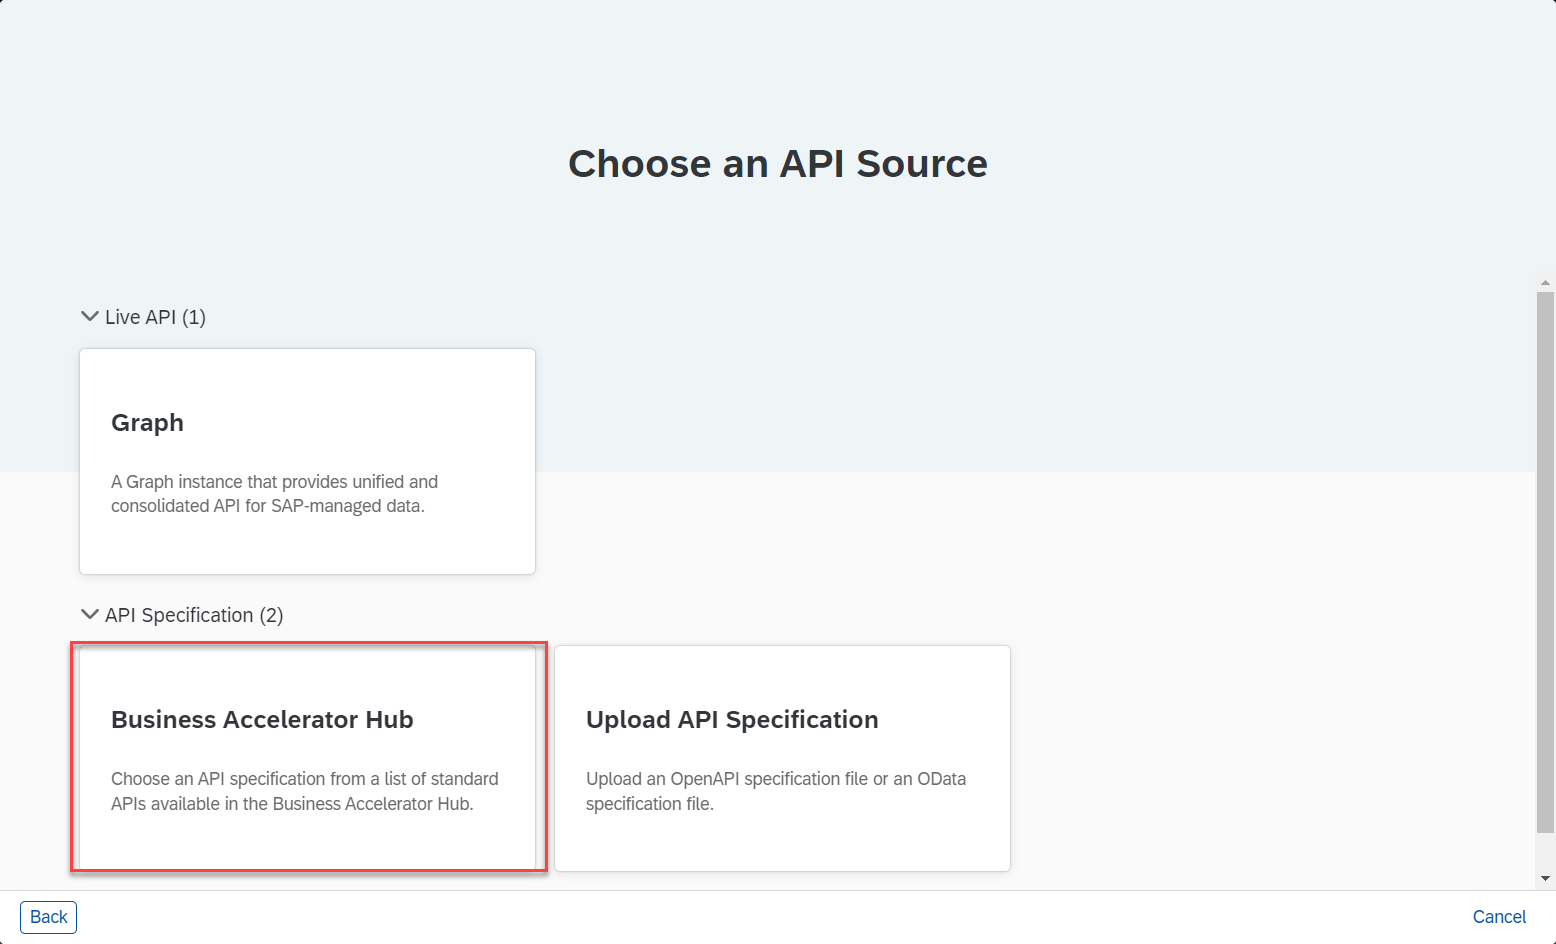 Choose an API Source
Live API (1)
Graph
A Graph instance that provides unified and
consolidated API for SAP-managed data.
API Specification (2)
Business Accelerator Hub
Choose an API specification from a list of standard
APIs available in the Business Accelerator Hub.
Upload API Specification
Upload an OpenAPI specification file or an OData
specification file.
Back
Cancel